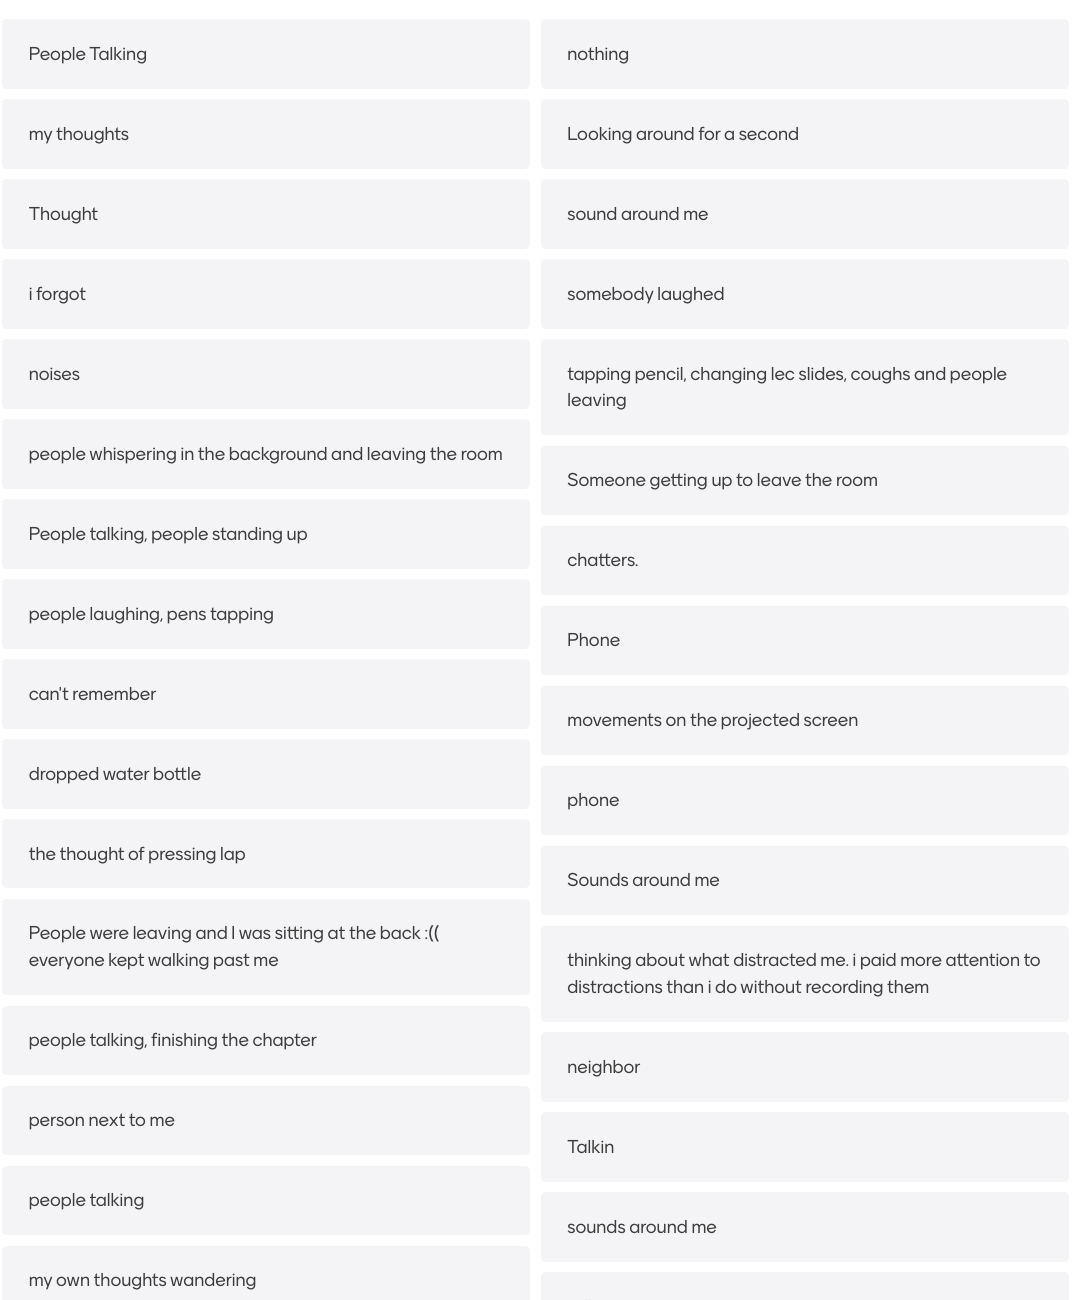 People Talking
my thoughts
Thought
i forgot
noises
people whispering in the background and leaving the room
People talking, people standing up
people laughing, pens tapping
can't remember
dropped water bottle
the thought of pressing lap
People were leaving and I was sitting at the back :((
everyone kept walking past me
people talking, finishing the chapter
person next to me
people talking
my own thoughts wandering
nothing
Looking around for a second
sound around me
somebody laughed
tapping pencil, changing lec slides, coughs and people
leaving
Someone getting up to leave the room
chatters.
Phone
movements on the projected screen
phone
Sounds around me
thinking about what distracted me. i paid more attention to
distractions than i do without recording them
neighbor
Talkin
sounds around me